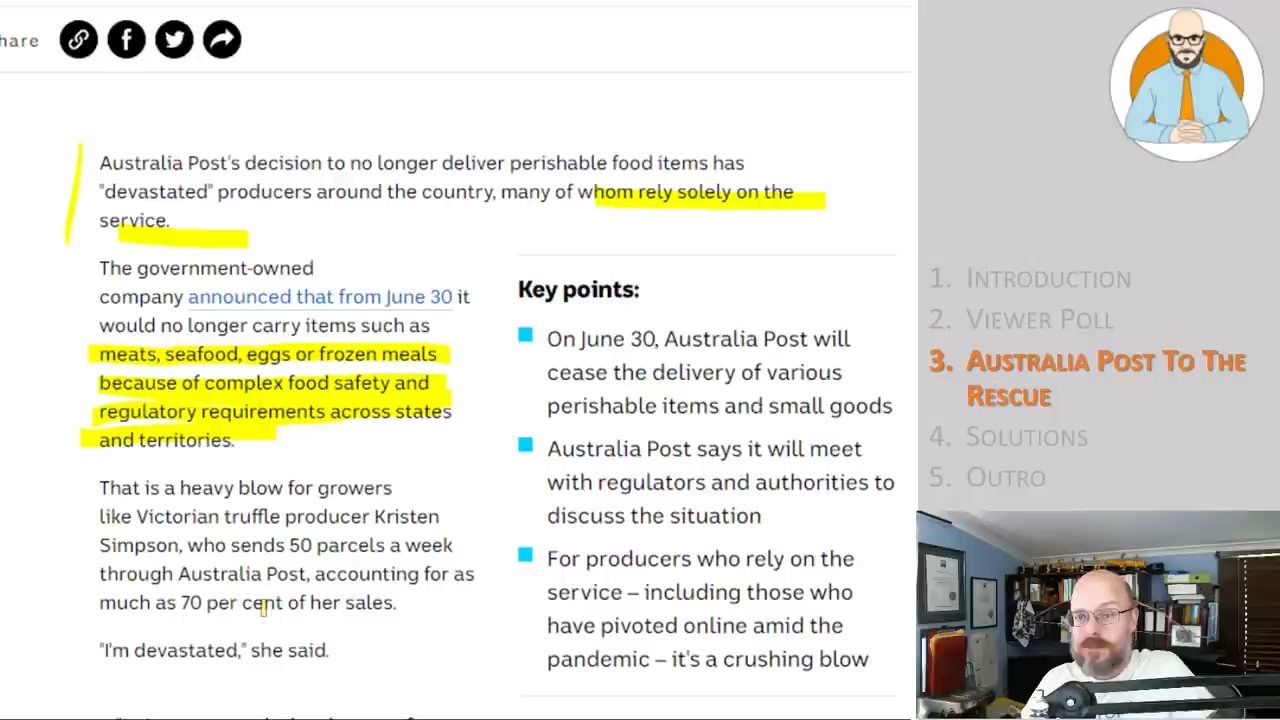 hare
Australia Post's decision to no longer deliver perishable food items has
"devastated" producers around the country, many of whom rely solely on the
service.
The government-owned
company announced that from June 30 it
would no longer carry items such as
meats, seafood, eggs or frozen meals
because of complex food safety and
regulatory requirements across states
and territories.
That is a heavy blow for growers
like Victorian truffle producer Kristen
Simpson, who sends 50 parcels a week
through Australia Post, accounting for as
much as 70 per cent of her sales.
"I'm devastated," she said.
Key points:
On June 30, Australia Post will
cease the delivery of various
perishable items and small goods
Australia Post says it will meet
with regulators and authorities to
discuss the situation
For producers who rely on the
service – including those who
have pivoted online amid the
pandemic – it's a crushing blow
1. Introduction
2. Viewer Poll
3. Australia Post To The
Rescue
4. Solutions
5. Outro